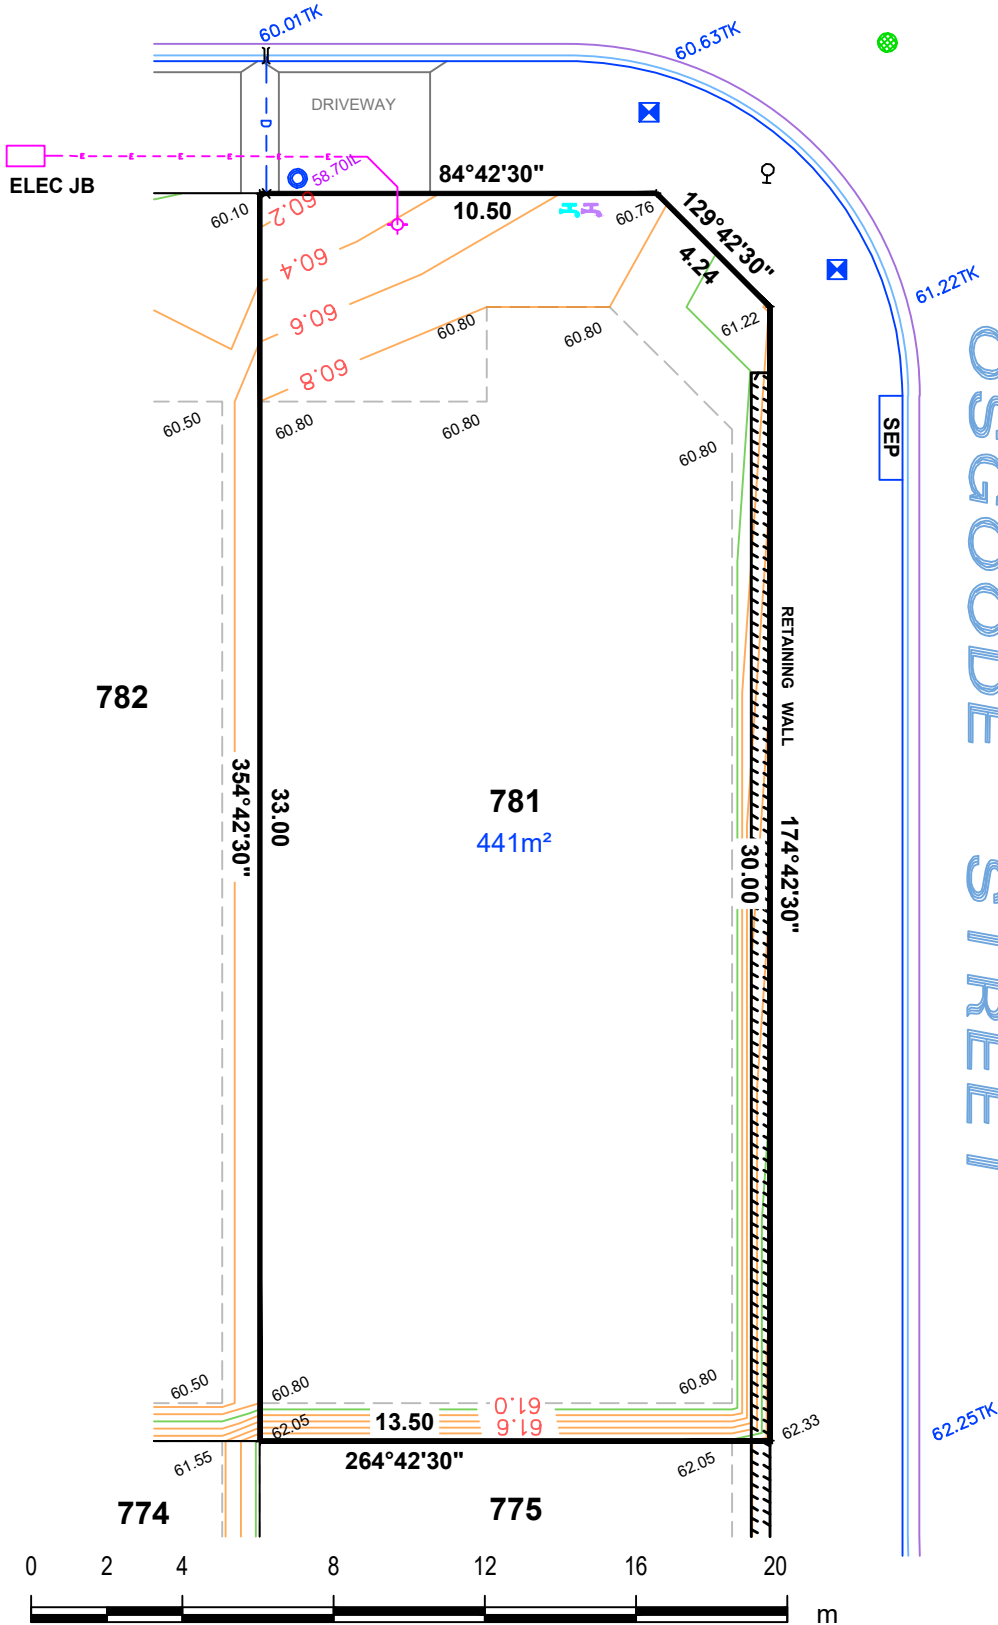 60.01TK
60.63TK
DRIVEWAY
D
E E E E E E
ELEC JB
58.70IL
84°42'30"
10.50
60.10
60.2
60.4
60.6
60.8
60.76
129°42'30"
4.24
61.22
61.22TK
60.80
60.80
60.50
60.80
60.80
60.80
SEP
OSGOODE STREET
RETAINING WALL
782
354°42'30"
33.00
781
441m²
30.00
174°42'30"
60.50
60.80
60.80
61.0
61.6
62.05
13.50
62.33
62.25TK
264°42'30"
61.55
62.05
774
775
0 2 4 8 12 16 20
m